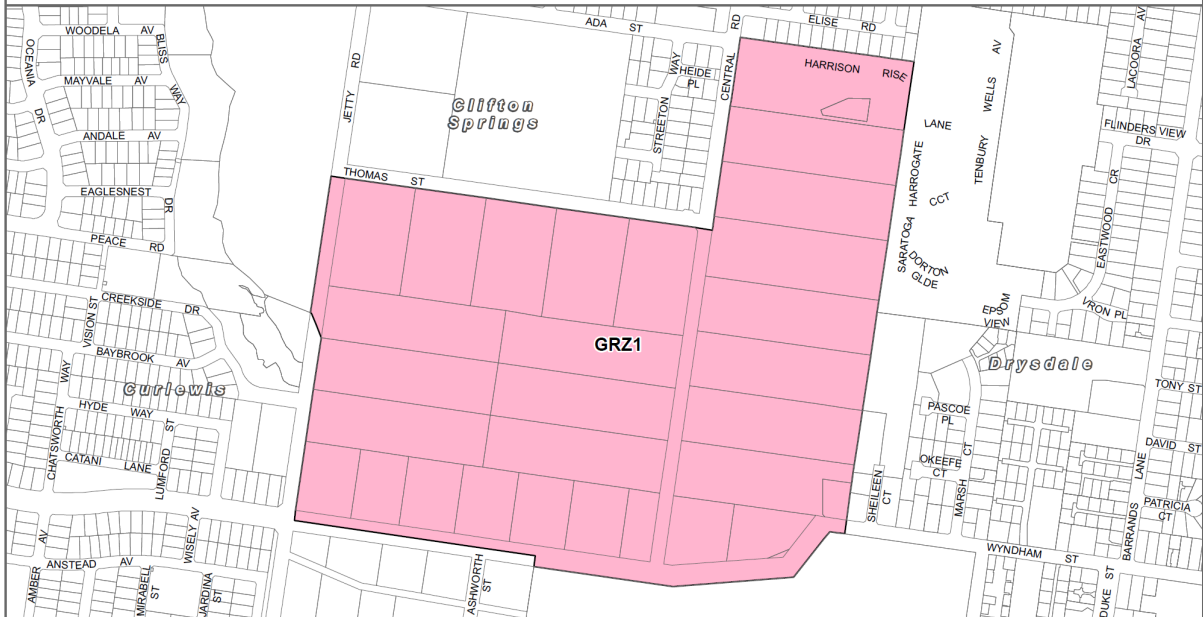 ADA ST
RD
ELISE RD
AV
WOODELA AV
BLISS WAY
OCEANIA DR
LACOORA
MAYVALE AV
JETTY RD
WAY
HEIDE PL
CENTRAL
HARRISON RISE
WELLS AV
Clifton
Springs
STREETON
ANDALE AV
LANE
FLINDERS VIEW
DR
TENBURY
THOMAS ST
EAGLESNEST
DR
HARROGATE
CCT
EASTWOOD CR
PEACE RD
SARATOGA
DORTON
GLDE
CREEKSIDE DR
VISION ST
EPSOM
VIEW
VRON PL
GRZ1
BAYBROOK AV
Drysdale
WAY
Curlewis
TONY ST
HYDE WAY
ST
PASCOE
PL
CHATSWORTH
DAVID ST
CATANI LANE
LUMFORD
OKEEFE
CT
CT
LANE
SHEILEEN
CT
MARSH
PATRICIA
CT
WISELY AV
BARRANDS
AV
WYNDHAM ST
ANSTEAD AV
AMBER
MIRABELL
ST
JARDINA
ST
ASHWORTH
ST
DUKE ST